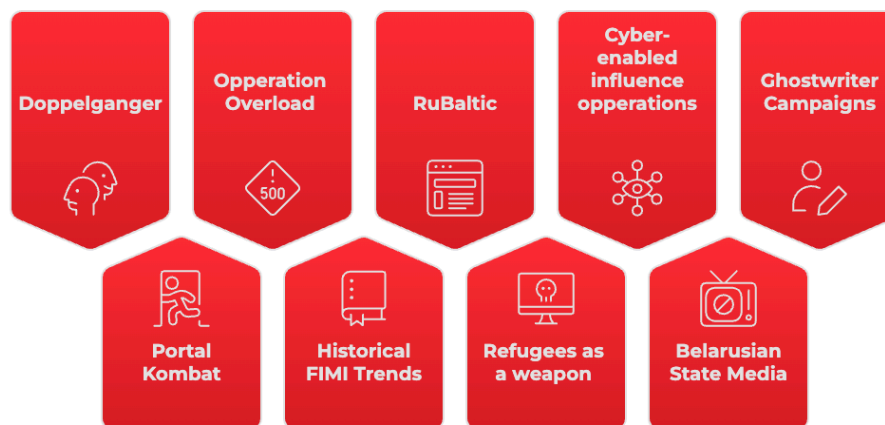 Doppelganger
Opperation
Overload
500
RuBaltic
Cyber-
enabled
influence
opperations
Ghostwriter
Campaigns
Portal
Kombat
Historical
FIMI Trends
Refugees as
a weapon
Belarusian
State Media